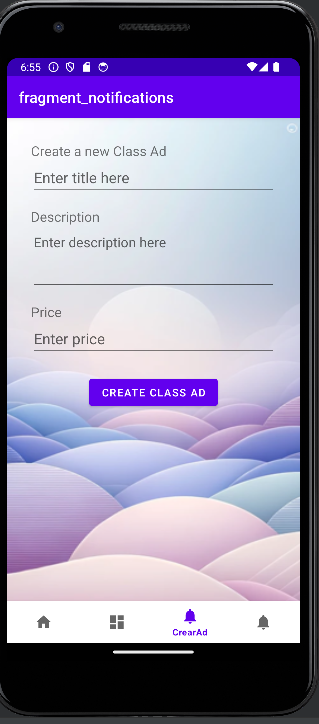 6:55
fragment_notifications
Create a new Class Ad
Enter title here
Description
Enter description here
Price
Enter price
CREATE CLASS AD
CrearAd